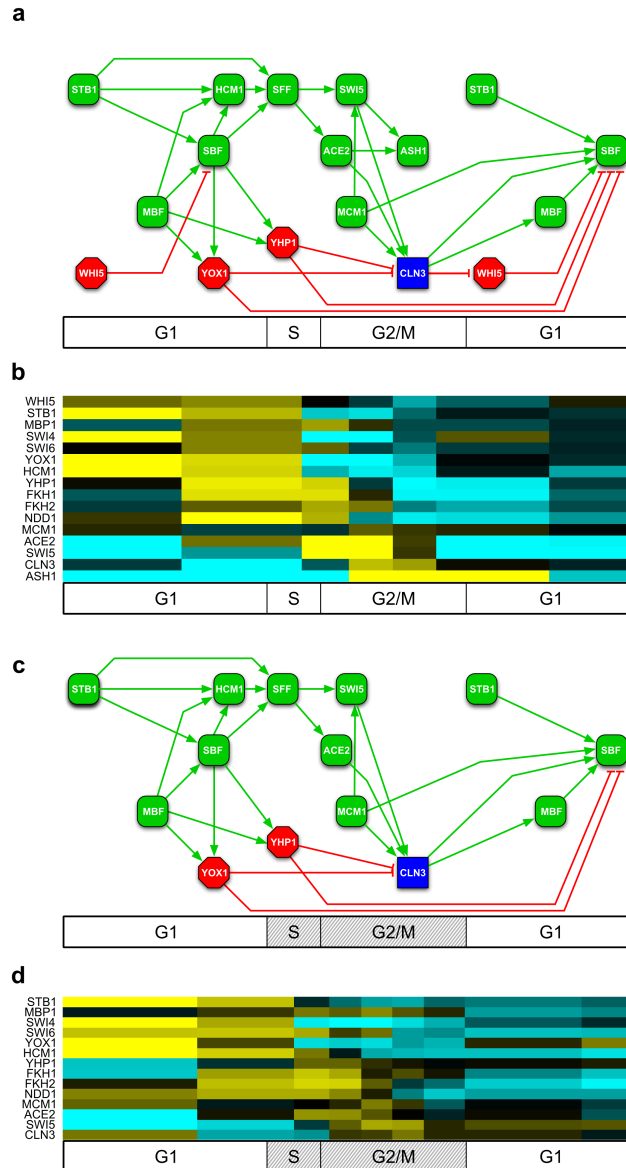 a
STB1 HCM1 SFF SWI5 STB1
SBF ACE2 ASH1 SBF
MBF MCM1 MBF
YHP1
WHI5 YOX1 CLN3 WHI5
G1 S G2/M G1
b
WHI5
STB1
MBP1
SWI4
SWI6
YOX1
HCM1
YHP1
FKH1
FKH2
NDD1
MCM1
ACE2
SWI5
CLN3
ASH1
G1 S G2/M G1
c
STB1 HCM1 SFF SWI5 STB1
SBF ACE2 SBF
MBF MCM1 MBF
YHP1
YOX1 CLN3
G1 S G2/M G1
d
STB1
MBP1
SWI4
SWI6
YOX1
HCM1
YHP1
FKH1
FKH2
NDD1
MCM1
ACE2
SWI5
CLN3
G1 S G2/M G1